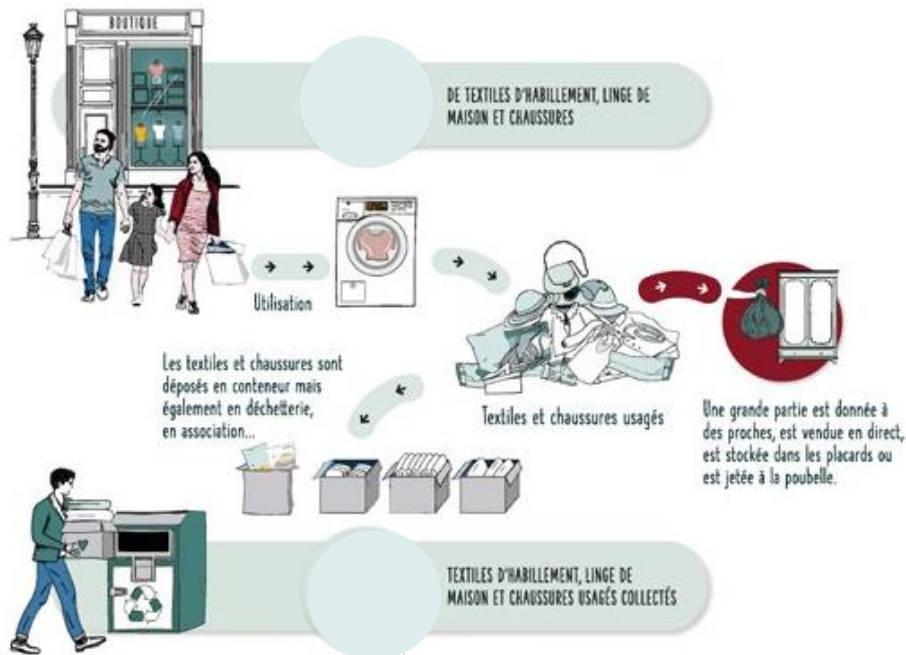 BOUTIQUE
DE TEXTILES D'HABILLEMENT, LINGE DE
MAISON ET CHAUSSURES
Utilisation
Les textiles et chaussures sont
déposés en conteneur mais
également en déchetterie,
en association...
Textiles et chaussures usagés
Une grande partie est donnée à
des proches, est vendue en direct,
est stockée dans les placards ou
est jetée à la poubelle.
TEXTILES D'HABILLEMENT, LINGE DE
MAISON ET CHAUSSURES USAGÉS COLLECTÉS